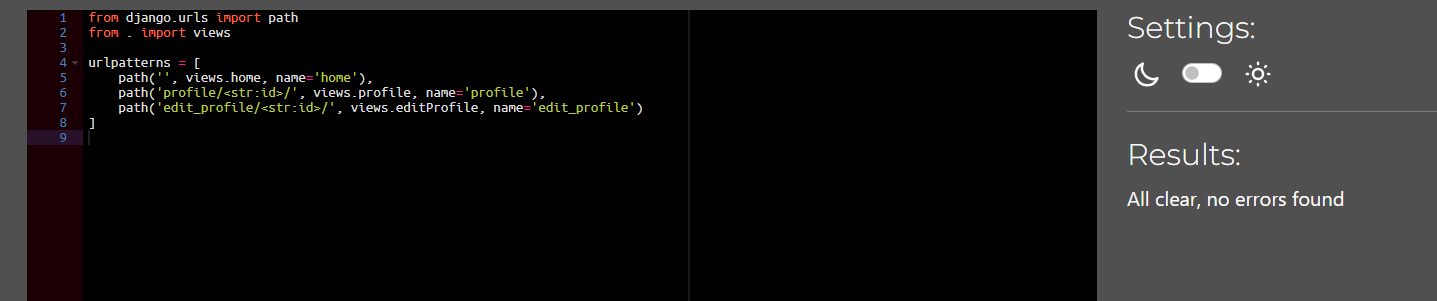 1 from django.urls import path
2 from . import views
3
4 urlpatterns = [
5     path('', views.home, name='home'),
6     path('profile/<str:id>/', views.profile, name='profile'),
7     path('edit_profile/<str:id>/', views.editProfile, name='edit_profile')
8 ]
9
Settings:
Results:
All clear, no errors found